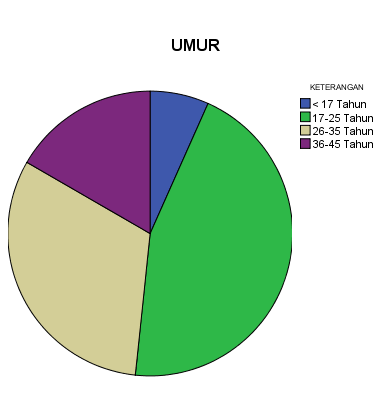 UMUR
KETERANGAN
< 17 Tahun
17-25 Tahun
26-35 Tahun
36-45 Tahun